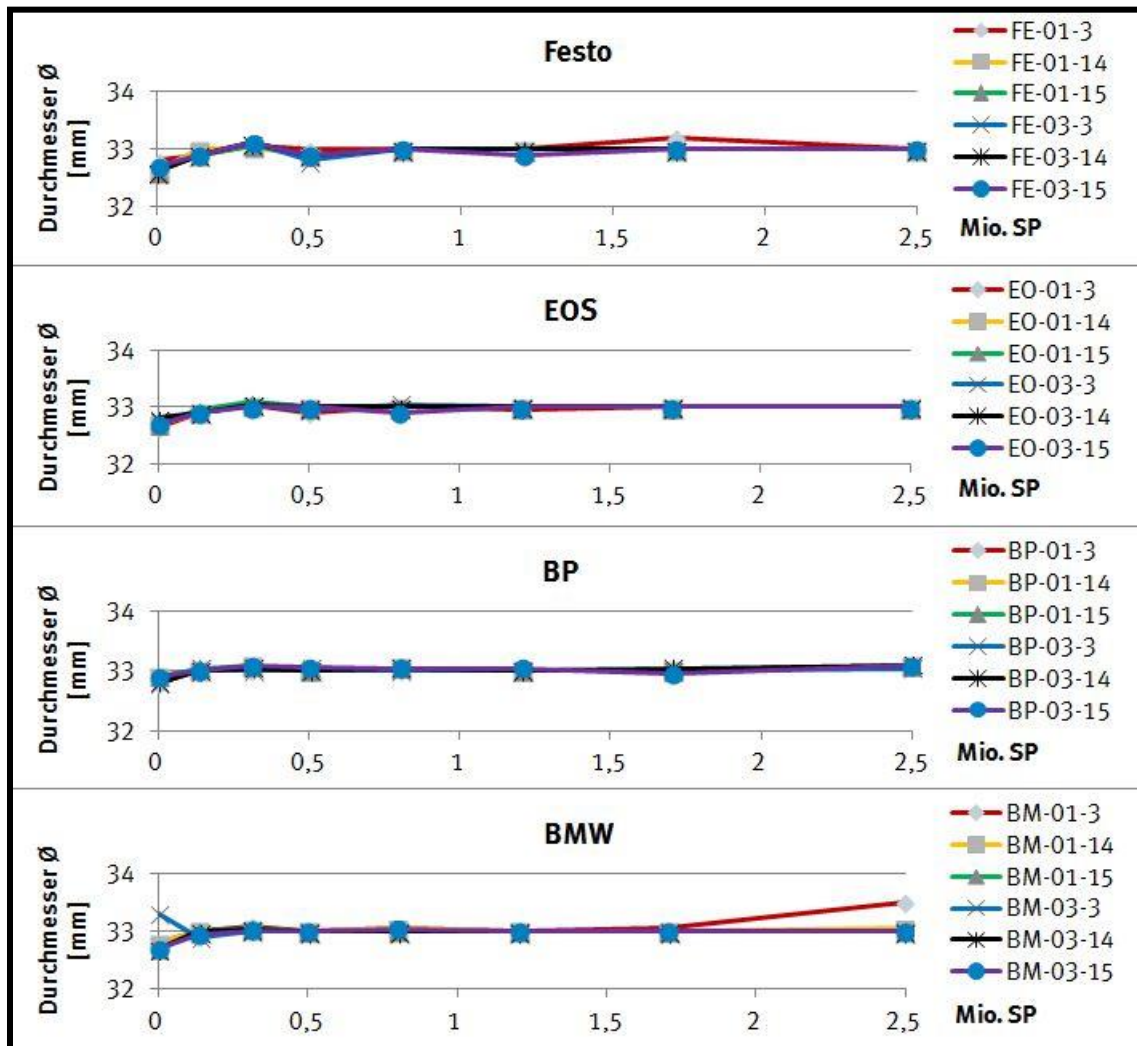 Festo
Durchmesser Ø
[mm]
34
33
32
0 0,5 1 1,5 2 2,5
Mio. SP
FE-01-3
FE-01-14
FE-01-15
FE-03-3
FE-03-14
FE-03-15
EOS
Durchmesser Ø
[mm]
34
33
32
0 0,5 1 1,5 2 2,5
Mio. SP
EO-01-3
EO-01-14
EO-01-15
EO-03-3
EO-03-14
EO-03-15
BP
Durchmesser Ø
[mm]
34
33
32
0 0,5 1 1,5 2 2,5
Mio. SP
BP-01-3
BP-01-14
BP-01-15
BP-03-3
BP-03-14
BP-03-15
BMW
Durchmesser Ø
[mm]
34
33
32
0 0,5 1 1,5 2 2,5
Mio. SP
BM-01-3
BM-01-14
BM-01-15
BM-03-3
BM-03-14
BM-03-15